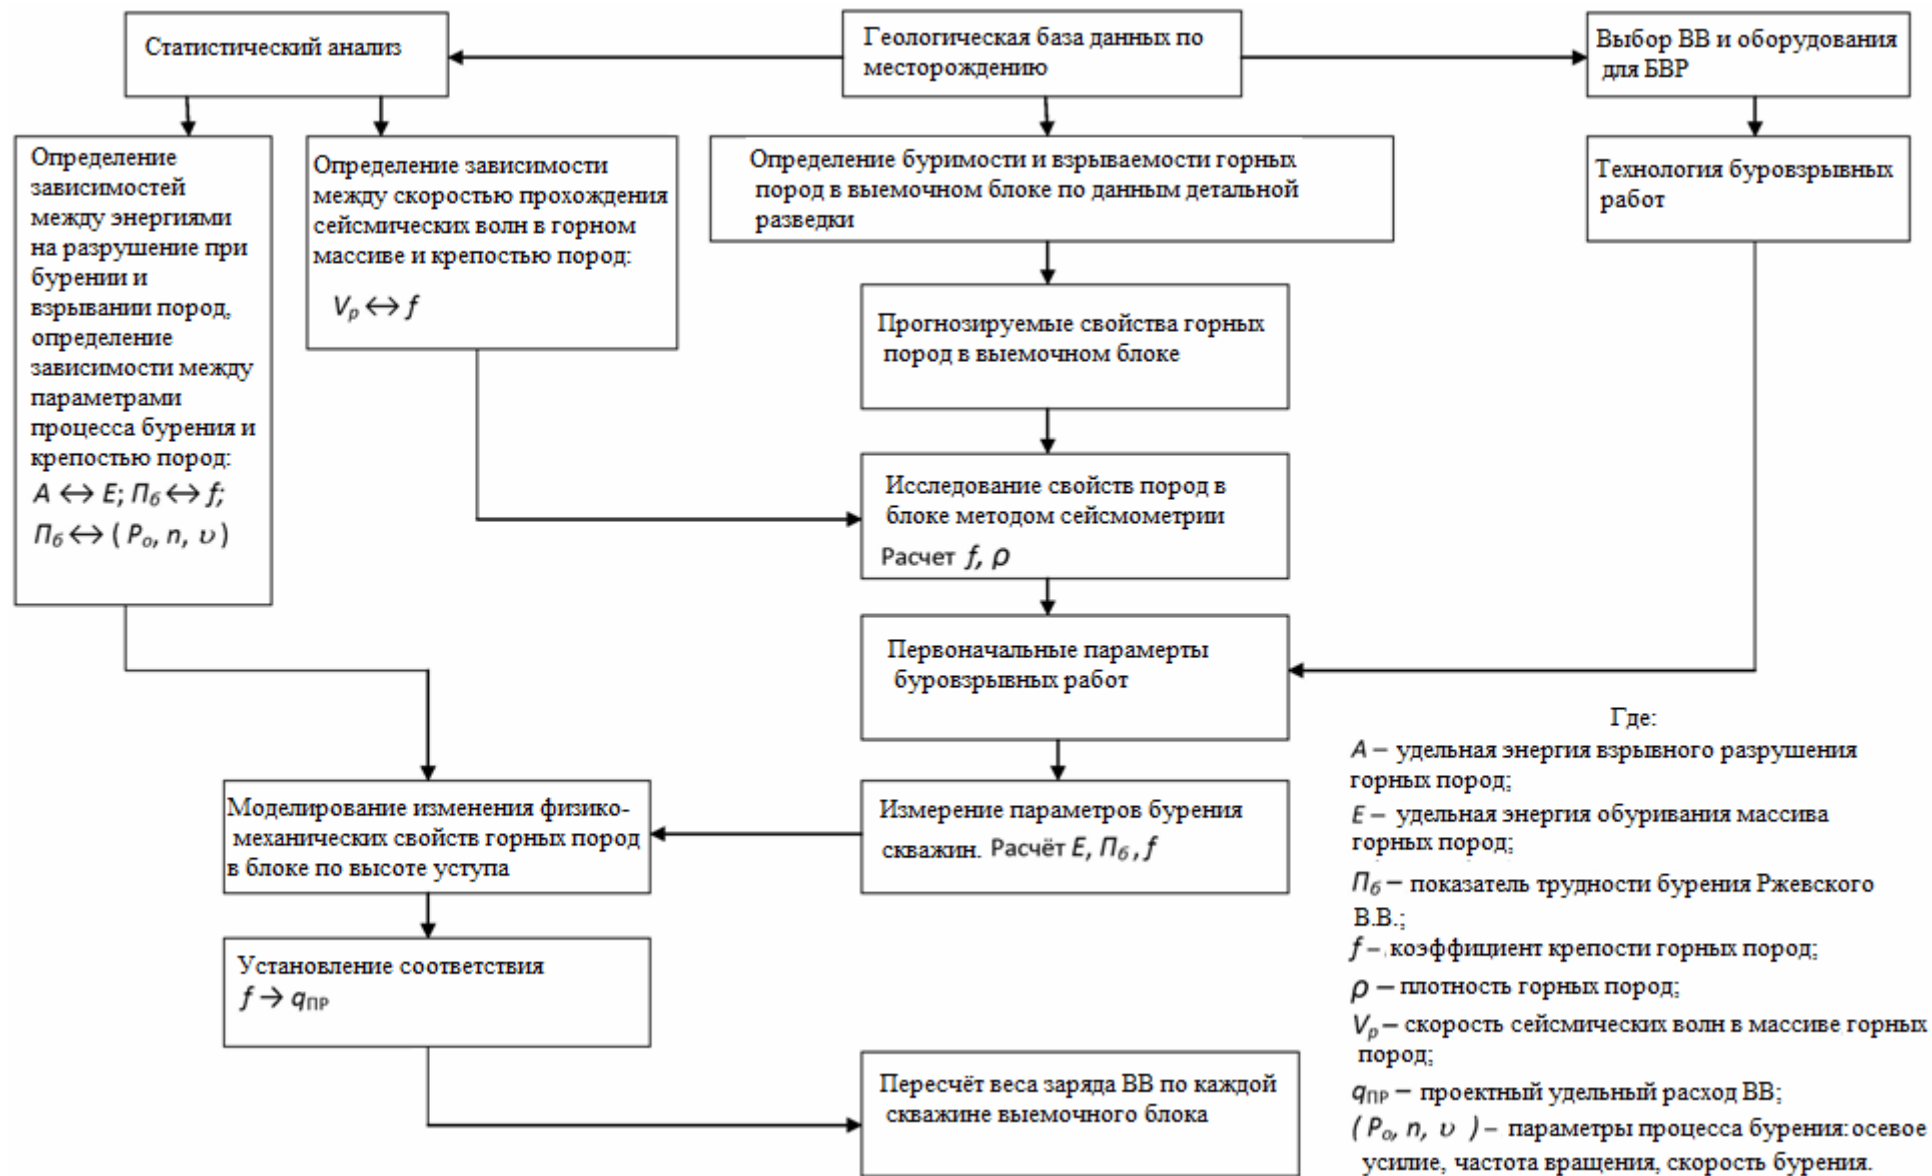 Статистический анализ
Геологическая база данных по
месторождению
Выбор ВВ и оборудования
для БВР
Определение
зависимостей
между энергиями
на разрушение при
бурении и
взрывании пород,
определение
зависимости между
параметрами
процесса бурения и
крепостью пород:
A ↔ E; Пб ↔ f;
Пб ↔ ( Po, n, υ )
Определение зависимости
между скоростью прохождения
сейсмических волн в горном
массиве и крепостью пород:
Vp ↔ f
Определение буримости и взрываемости горных
пород в выемочном блоке по данным детальной
разведки
Технология буровзрывных
работ
Прогнозируемые свойства горных
пород в выемочном блоке
Исследование свойств пород в
блоке методом сейсмометрии
Расчет f, ρ
Первоначальные парамерты
буровзрывных работ
Моделирование изменения физико-
механических свойств горных пород
в блоке по высоте уступа
Измерение параметров бурения
скважин. Расчёт E, Пб , f
Установление соответствия
f → qПР
Пересчёт веса заряда ВВ по каждой
скважине выемочного блока
Где:
A – удельная энергия взрывного разрушения
горных пород;
E – удельная энергия обуривания массива
горных пород;
Пб – показатель трудности бурения Ржевского
В.В.;
f – коэффициент крепости горных пород;
ρ – плотность горных пород;
Vp – скорость сейсмических волн в массиве горных
пород;
qПР – проектный удельный расход ВВ;
( Po, n, υ ) – параметры процесса бурения: осевое
усилие, частота вращения, скорость бурения.